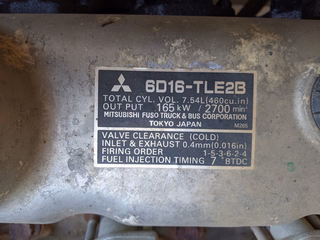 6D16-TLE2B
TOTAL CYL. VOL. 7.54L(460cu.in)
OUT PUT 165 kW / 2700 min⁻¹
MITSUBISHI FUSO TRUCK & BUS CORPORATION
TOKYO JAPAN M265
VALVE CLEARANCE (COLD)
INLET & EXHAUST 0.4mm(0.016in)
FIRING ORDER 1-5-3-6-2-4
FUEL INJECTION TIMING 7° BTDC